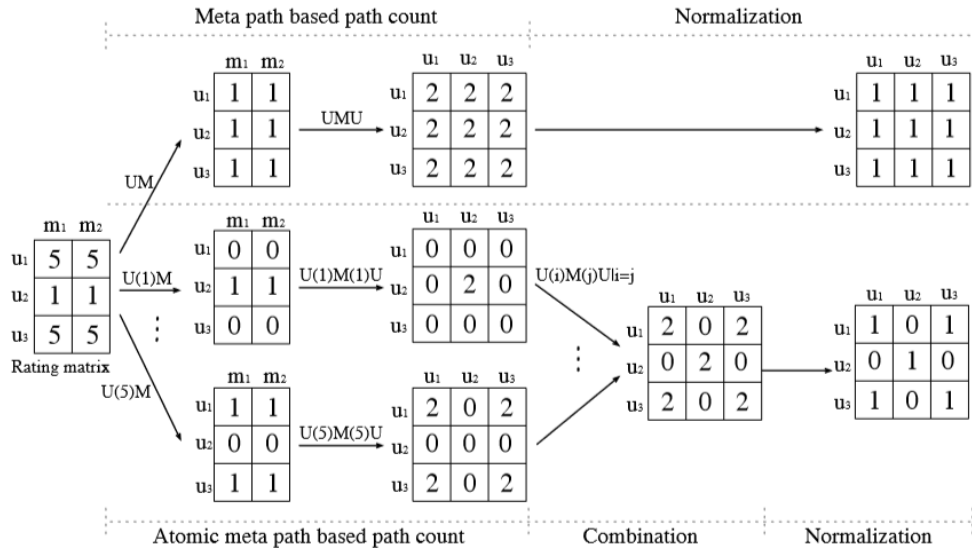 Meta path based path count
Normalization
m₁ m₂
u₁ 1 1
u₂ 1 1
u₃ 1 1
UM
UMU
u₁ u₂ u₃
u₁ 2 2 2
u₂ 2 2 2
u₃ 2 2 2
u₁ u₂ u₃
u₁ 1 1 1
u₂ 1 1 1
u₃ 1 1 1
m₁ m₂
u₁ 5 5
u₂ 1 1
u₃ 5 5
Rating matrix
U(1)M
m₁ m₂
u₁ 0 0
u₂ 1 1
u₃ 0 0
U(1)M(1)U
u₁ u₂ u₃
u₁ 0 0 0
u₂ 0 2 0
u₃ 0 0 0
U(i)M(j)U|i=j
⋮
⋮
U(5)M
m₁ m₂
u₁ 1 1
u₂ 0 0
u₃ 1 1
U(5)M(5)U
u₁ u₂ u₃
u₁ 2 0 2
u₂ 0 0 0
u₃ 2 0 2
u₁ u₂ u₃
u₁ 2 0 2
u₂ 0 2 0
u₃ 2 0 2
u₁ u₂ u₃
u₁ 1 0 1
u₂ 0 1 0
u₃ 1 0 1
Atomic meta path based path count
Combination
Normalization